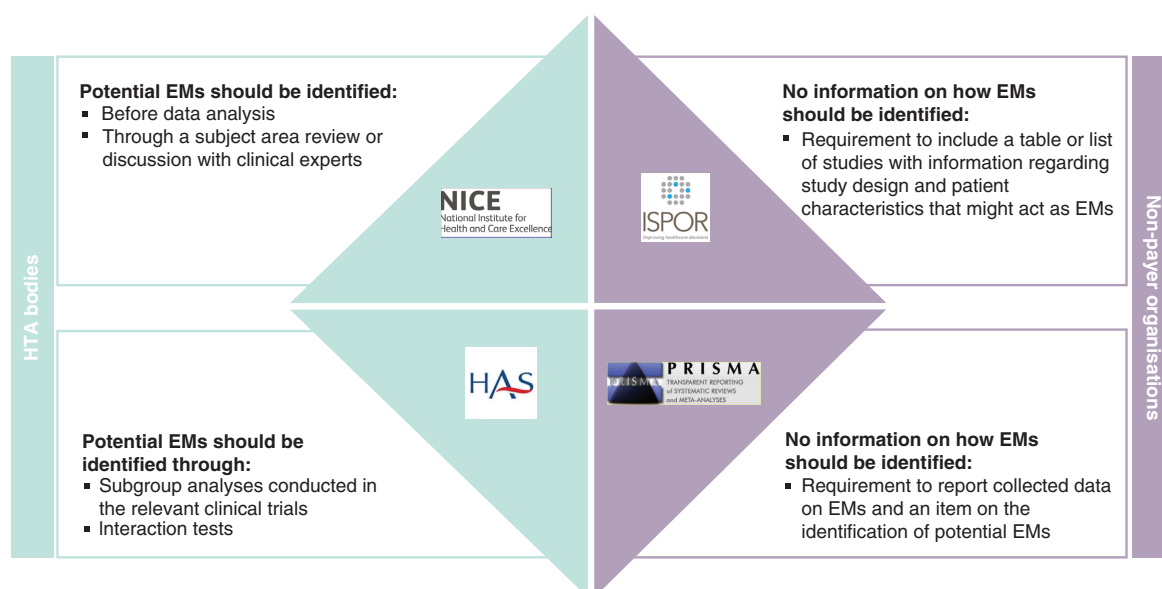 HTA bodies
Potential EMs should be identified:
▪ Before data analysis
▪ Through a subject area review or
discussion with clinical experts
NICE
National Institute for
Health and Care Excellence
No information on how EMs
should be identified:
▪ Requirement to include a table or list
of studies with information regarding
study design and patient
characteristics that might act as EMs
ISPOR
Improving healthcare decisions
Non-payer organisations
Potential EMs should be
identified through:
▪ Subgroup analyses conducted in
the relevant clinical trials
▪ Interaction tests
HAS
PRISMA
PRISMA
TRANSPARENT REPORTING
of SYSTEMATIC REVIEWS
and META-ANALYSES
No information on how EMs
should be identified:
▪ Requirement to report collected data
on EMs and an item on the
identification of potential EMs